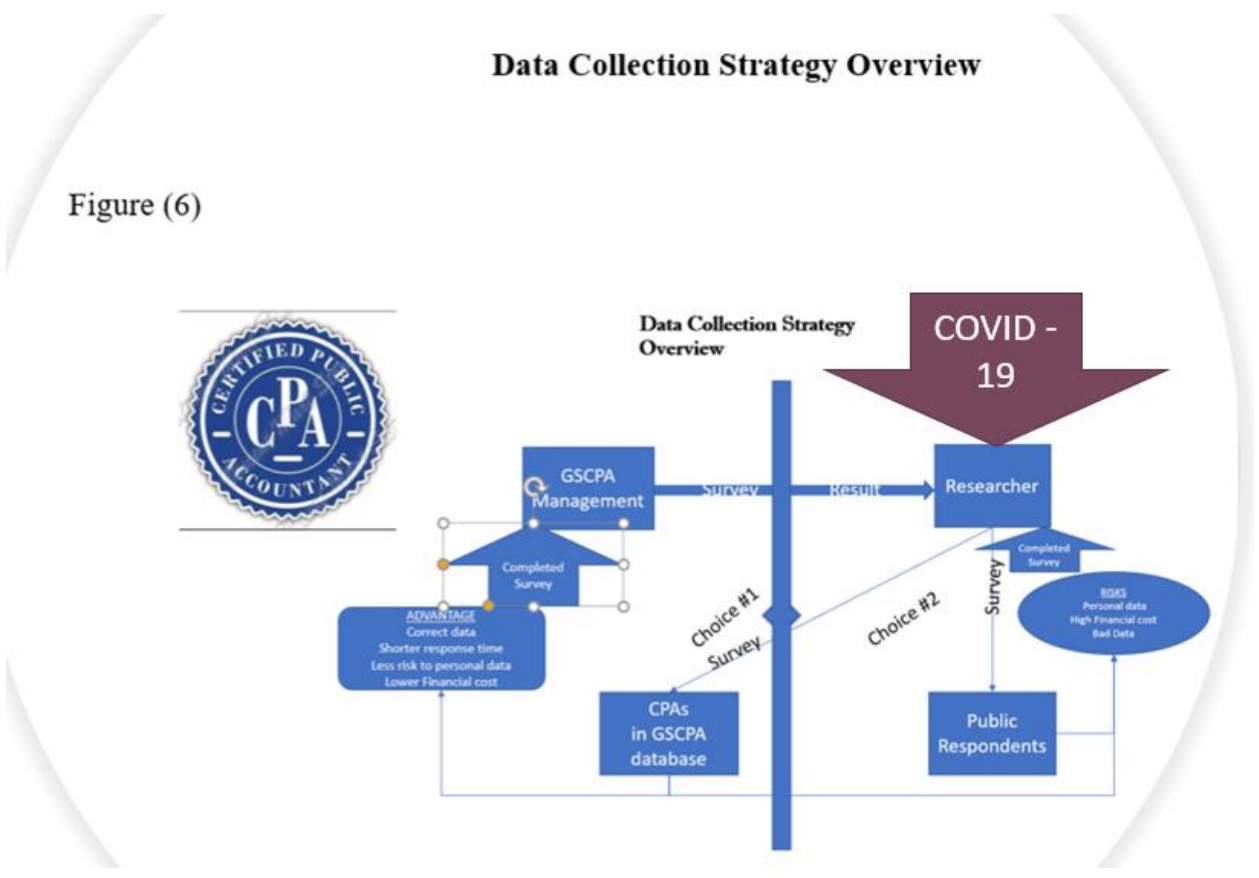 Data Collection Strategy Overview
Figure (6)
CERTIFIED PUBLIC
CPA
ACCOUNTANT
Data Collection Strategy
Overview
COVID -
19
GSCPA
Management
Survey
Result
Researcher
Completed
Survey
Completed
Survey
Choice #1
Survey
Choice #2
Survey
ADVANTAGE
Correct data
Shorter response time
Less risk to personal data
Lower Financial cost
RISKS
Personal data
High Financial cost
Bad Data
CPAs
in GSCPA
database
Public
Respondents